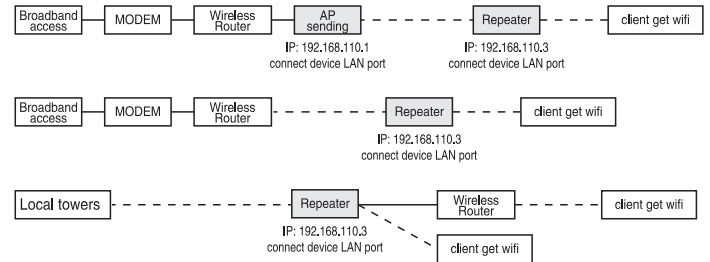 Broadband access MODEM Wireless Router AP sending Repeater client get wifi
IP: 192.168.110.1 IP: 192.168.110.3
connect device LAN port connect device LAN port
Broadband access MODEM Wireless Router Repeater client get wifi
IP: 192.168.110.3
connect device LAN port
Local towers Repeater Wireless Router client get wifi
IP: 192.168.110.3
connect device LAN port client get wifi